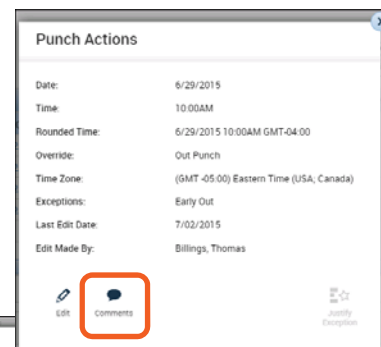 Punch Actions
Date: 6/29/2015
Time: 10:00AM
Rounded Time: 6/29/2015 10:00AM GMT-04:00
Override: Out Punch
Time Zone: (GMT -05:00) Eastern Time (USA; Canada)
Exceptions: Early Out
Last Edit Date: 7/02/2015
Edit Made By: Billings, Thomas
Edit Comments Justify
Exception